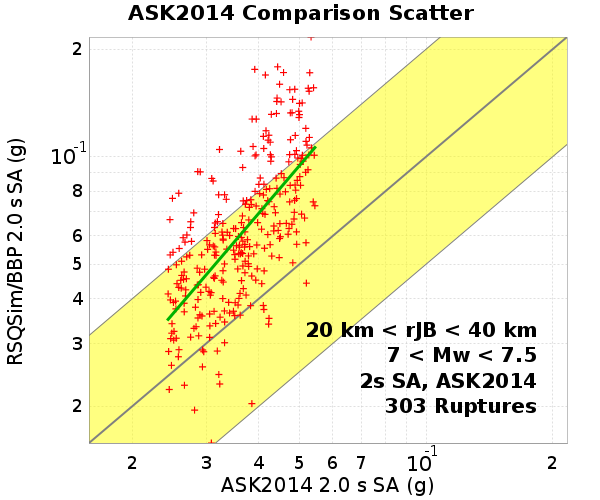 ASK2014 Comparison Scatter
RSQSim/BBP 2.0 s SA (g)
2
10⁻¹
8
6
5
4
3
2
20 km < rJB < 40 km
7 < Mw < 7.5
2s SA, ASK2014
303 Ruptures
2 3 4 5 6 7 10⁻¹ 2
ASK2014 2.0 s SA (g)